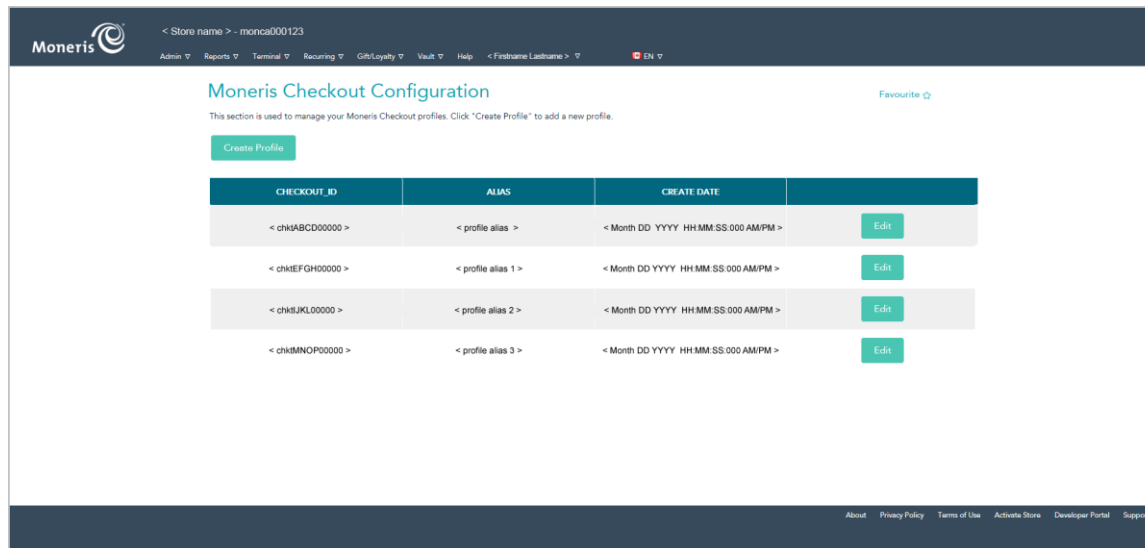 Moneris
< Store name > - monca000123
Admin Reports Terminal Recurring Gift/Loyalty Vault Help < Firstname Lastname > EN
Moneris Checkout Configuration
Favourite
This section is used to manage your Moneris Checkout profiles. Click "Create Profile" to add a new profile.
Create Profile
CHECKOUT_ID ALIAS CREATE DATE
< chktABCD00000 > < profile alias > < Month DD YYYY HH:MM:SS:000 AM/PM > Edit
< chktEFGH00000 > < profile alias 1 > < Month DD YYYY HH:MM:SS:000 AM/PM > Edit
< chktIJKL00000 > < profile alias 2 > < Month DD YYYY HH:MM:SS:000 AM/PM > Edit
< chktMNOP00000 > < profile alias 3 > < Month DD YYYY HH:MM:SS:000 AM/PM > Edit
About Privacy Policy Terms of Use Activate Store Developer Portal Suppo